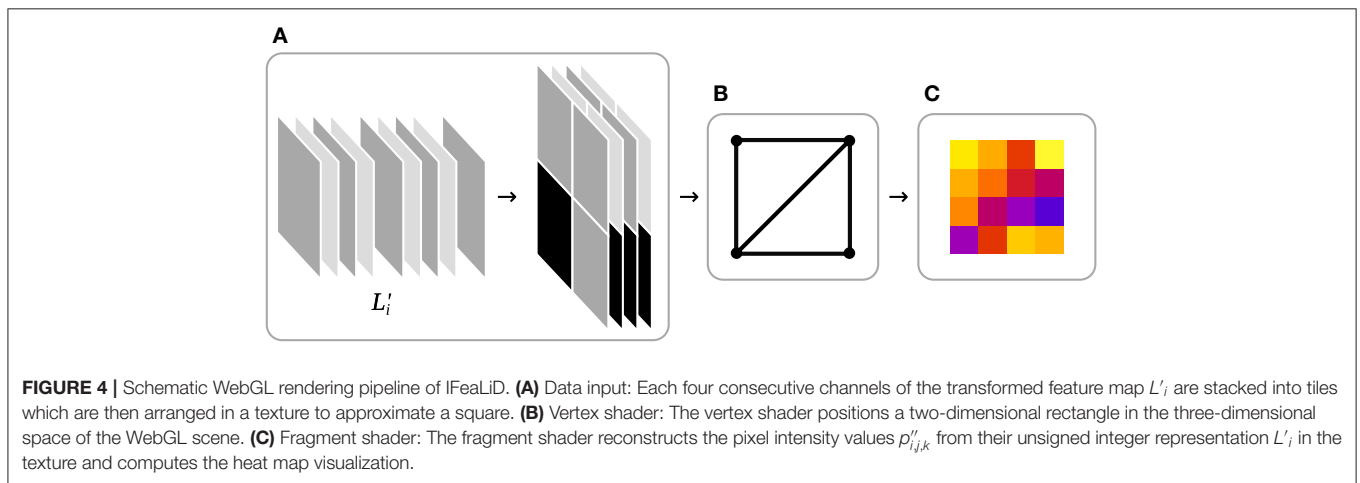 A
B
C
L'ᵢ
→ → →
FIGURE 4 | Schematic WebGL rendering pipeline of IFeaLiD. (A) Data input: Each four consecutive channels of the transformed feature map L'ᵢ are stacked into tiles
which are then arranged in a texture to approximate a square. (B) Vertex shader: The vertex shader positions a two-dimensional rectangle in the three-dimensional
space of the WebGL scene. (C) Fragment shader: The fragment shader reconstructs the pixel intensity values p''ᵢ,ⱼ,ₖ from their unsigned integer representation L'ᵢ in the
texture and computes the heat map visualization.